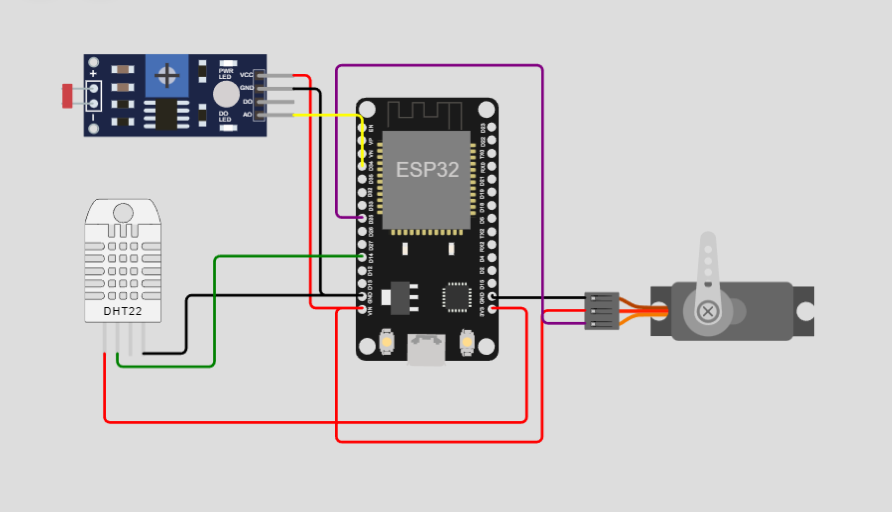 +
PWR
LED
VCC
GND
DO
AO
DO
LED
−
ESP32
EN
VP
VN
D34
D35
D32
D33
D25
D26
D27
D14
D12
D13
GND
VIN
D23
D22
TX0
RX0
D21
D19
D18
D5
TX2
RX2
D4
D2
D15
GND
3V3
DHT22